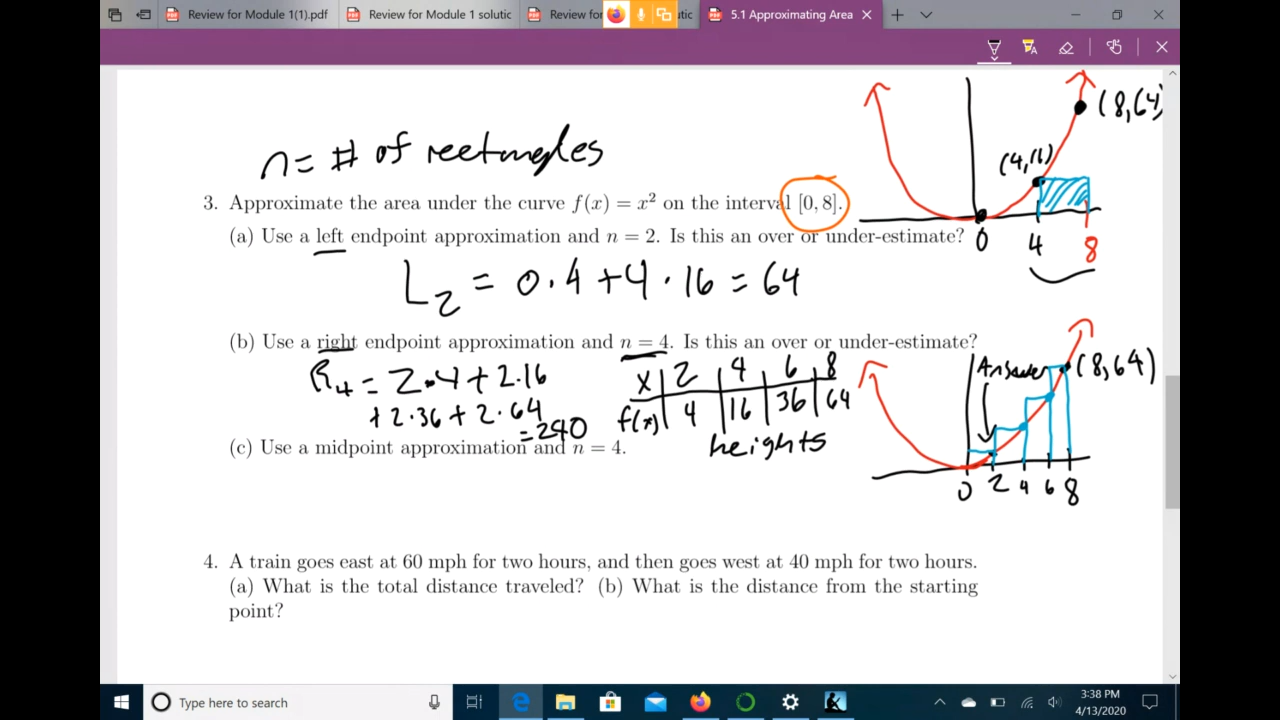 Review for Module 1(1).pdf
Review for Module 1 solutic
Review for
utic
5.1 Approximating Area
n = # of rectangles
(8,64)
(4,16)
3. Approximate the area under the curve f(x) = x² on the interval [0, 8].
(a) Use a left endpoint approximation and n = 2. Is this an over or under-estimate?
0 4 8
L₂ = 0·4 + 4·16 = 64
(b) Use a right endpoint approximation and n = 4. Is this an over or under-estimate?
R₄ = 2·4 + 2·16
+ 2·36 + 2·64
= 240
x 2 4 6 8
f(x) 4 16 36 64
heights
Answer
(8,64)
0 2 4 6 8
(c) Use a midpoint approximation and n = 4.
4. A train goes east at 60 mph for two hours, and then goes west at 40 mph for two hours.
(a) What is the total distance traveled? (b) What is the distance from the starting
point?
Type here to search
3:38 PM
4/13/2020